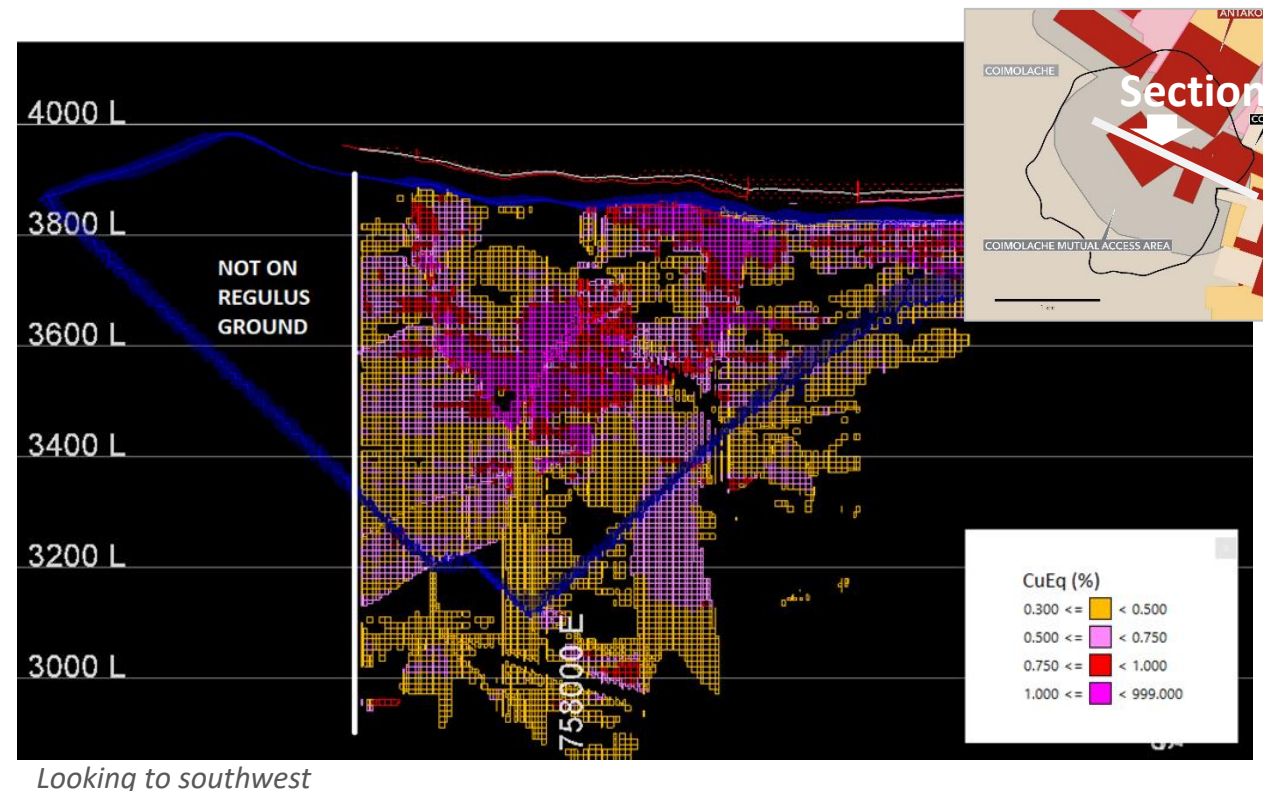 ANTAKO
COIMOLACHE
Section
CO
COIMOLACHE MUTUAL ACCESS AREA
4000 L
3800 L
NOT ON
REGULUS
GROUND
3600 L
3400 L
3200 L
3000 L
758000 E
CuEq (%)
0.300 <= < 0.500
0.500 <= < 0.750
0.750 <= < 1.000
1.000 <= < 999.000
Looking to southwest